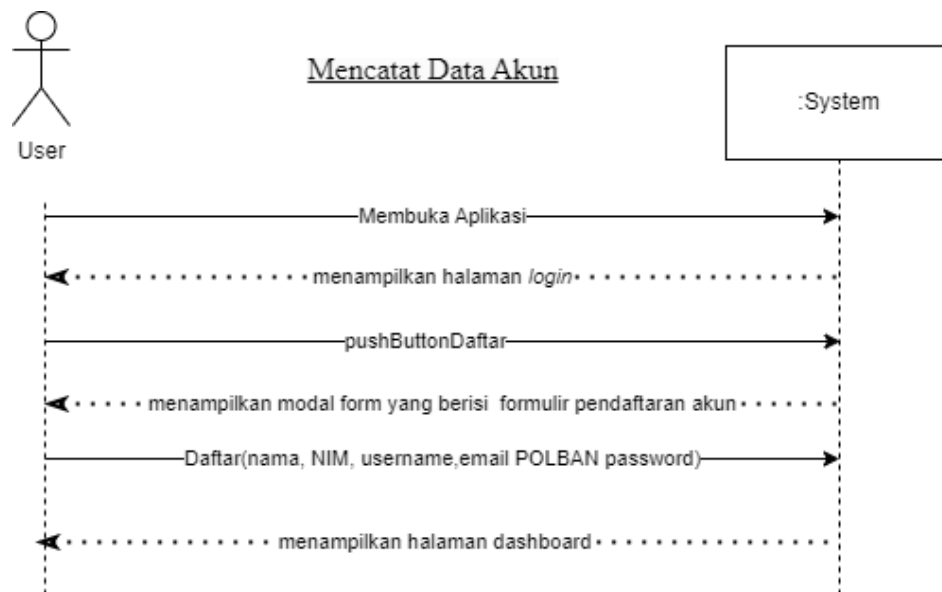 Mencatat Data Akun
:System
User
Membuka Aplikasi
menampilkan halaman login
pushButtonDaftar
menampilkan modal form yang berisi  formulir pendaftaran akun
Daftar(nama, NIM, username,email POLBAN password)
menampilkan halaman dashboard